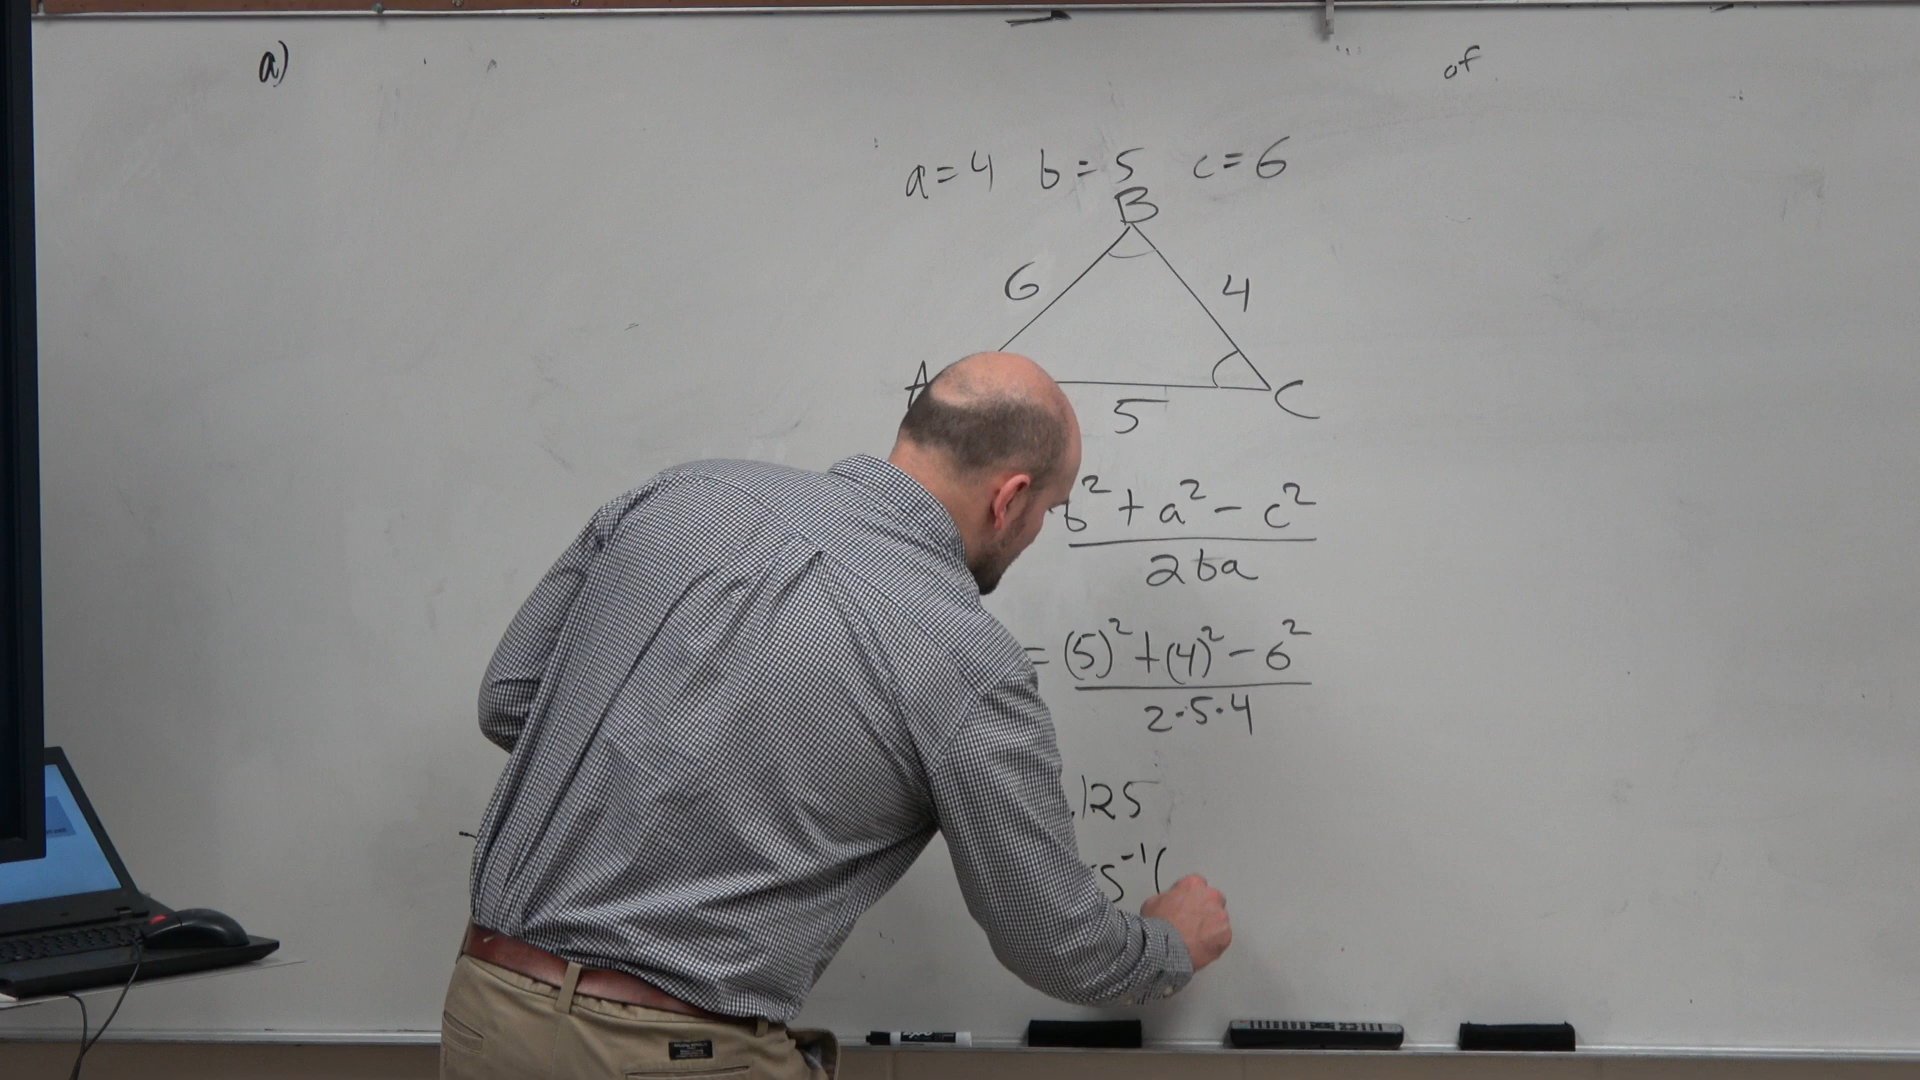 a)
of
a=4 b=5 c=6
B
6 4
A C
5
b²+a²-c²
2ba
= (5)²+(4)²-6²
2·5·4
.125
s⁻¹(